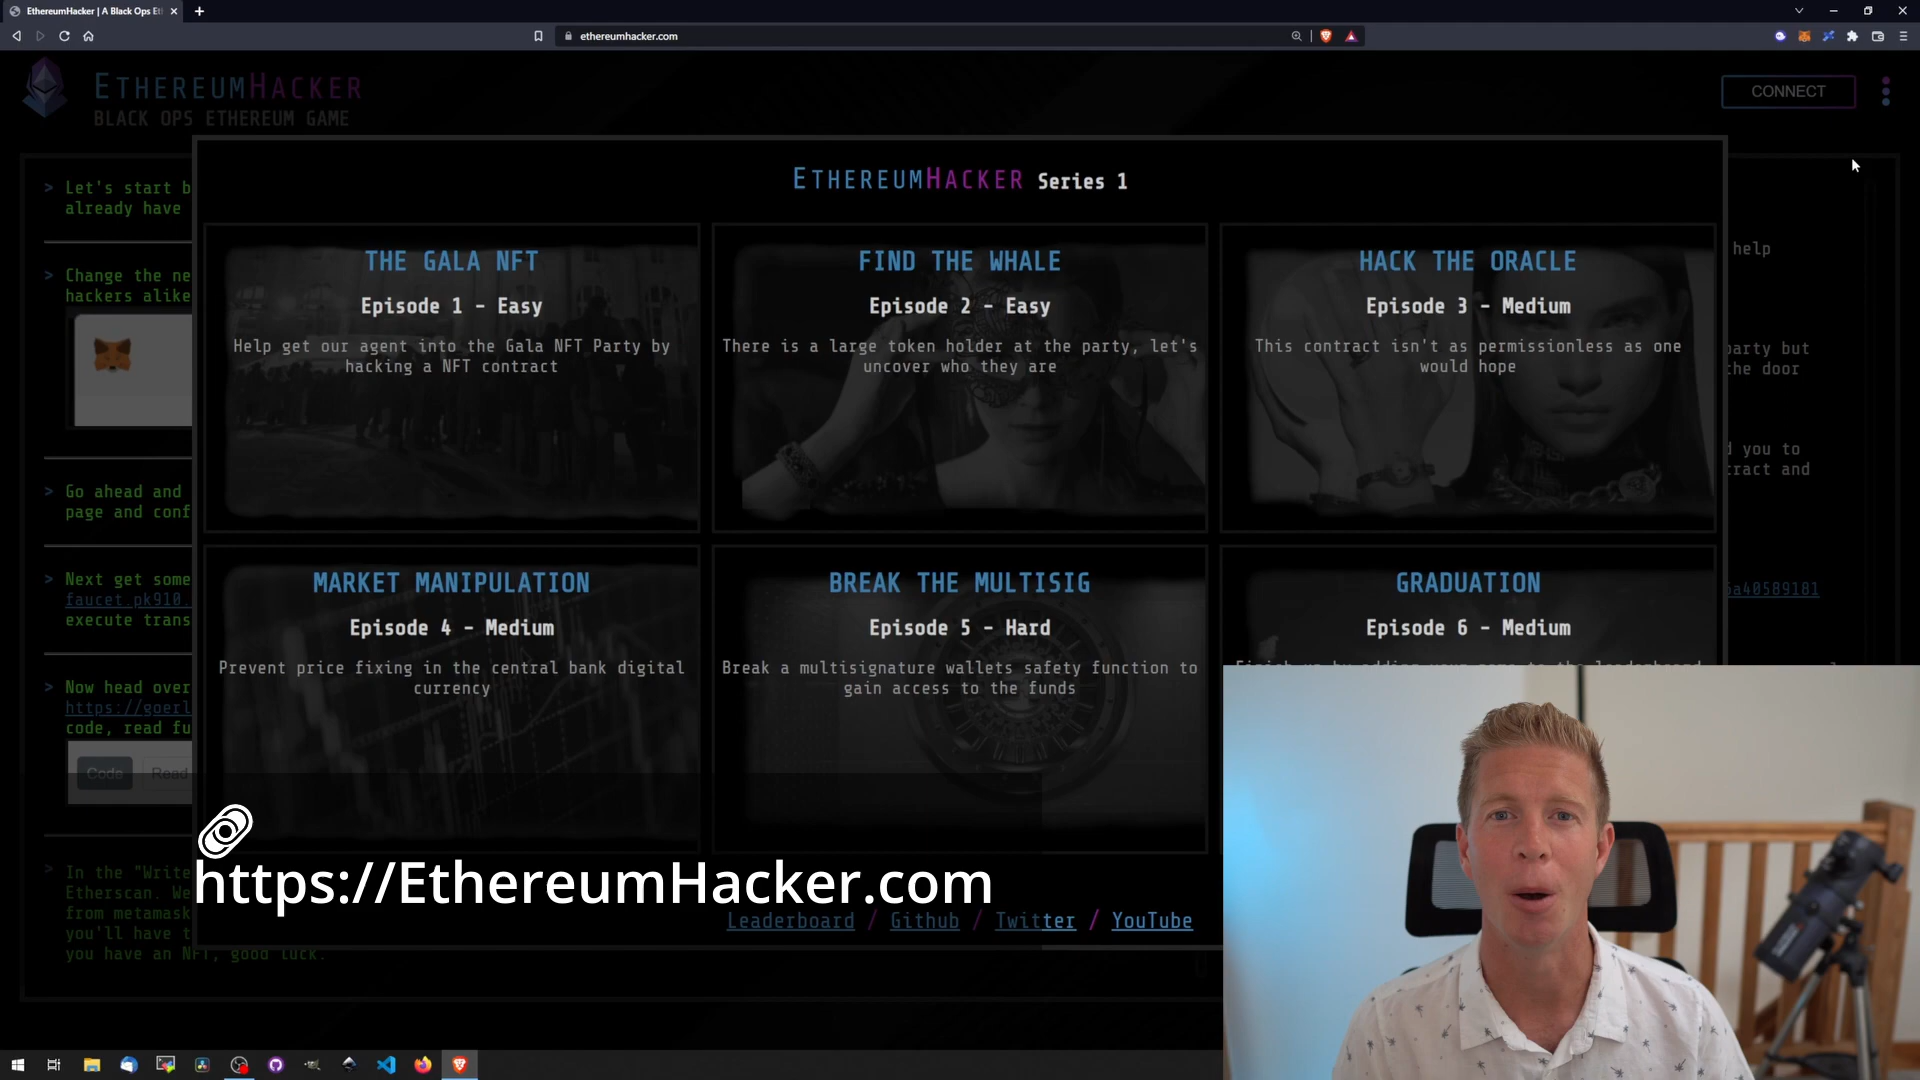 EthereumHacker | A Black Ops Et
ethereumhacker.com
ETHEREUMHACKER
BLACK OPS ETHEREUM GAME
CONNECT
ETHEREUMHACKER Series 1
THE GALA NFT
Episode 1 - Easy
Help get our agent into the Gala NFT Party by
hacking a NFT contract
FIND THE WHALE
Episode 2 - Easy
There is a large token holder at the party, let's
uncover who they are
HACK THE ORACLE
Episode 3 - Medium
This contract isn't as permissionless as one
would hope
MARKET MANIPULATION
Episode 4 - Medium
Prevent price fixing in the central bank digital
currency
BREAK THE MULTISIG
Episode 5 - Hard
Break a multisignature wallets safety function to
gain access to the funds
GRADUATION
Episode 6 - Medium
> Let's start b
already have
> Change the ne
hackers alike
> Go ahead and
page and conf
> Next get some
faucet.pk910.
execute trans
> Now head over
https://goerl
code, read fu
Code Read
> In the "Write
Etherscan. We
from metamask
you'll have t
you have an NFT, good luck.
help
party but
the door
d you to
tract and
5a40589181
https://EthereumHacker.com
Leaderboard / Github / Twitter / YouTube